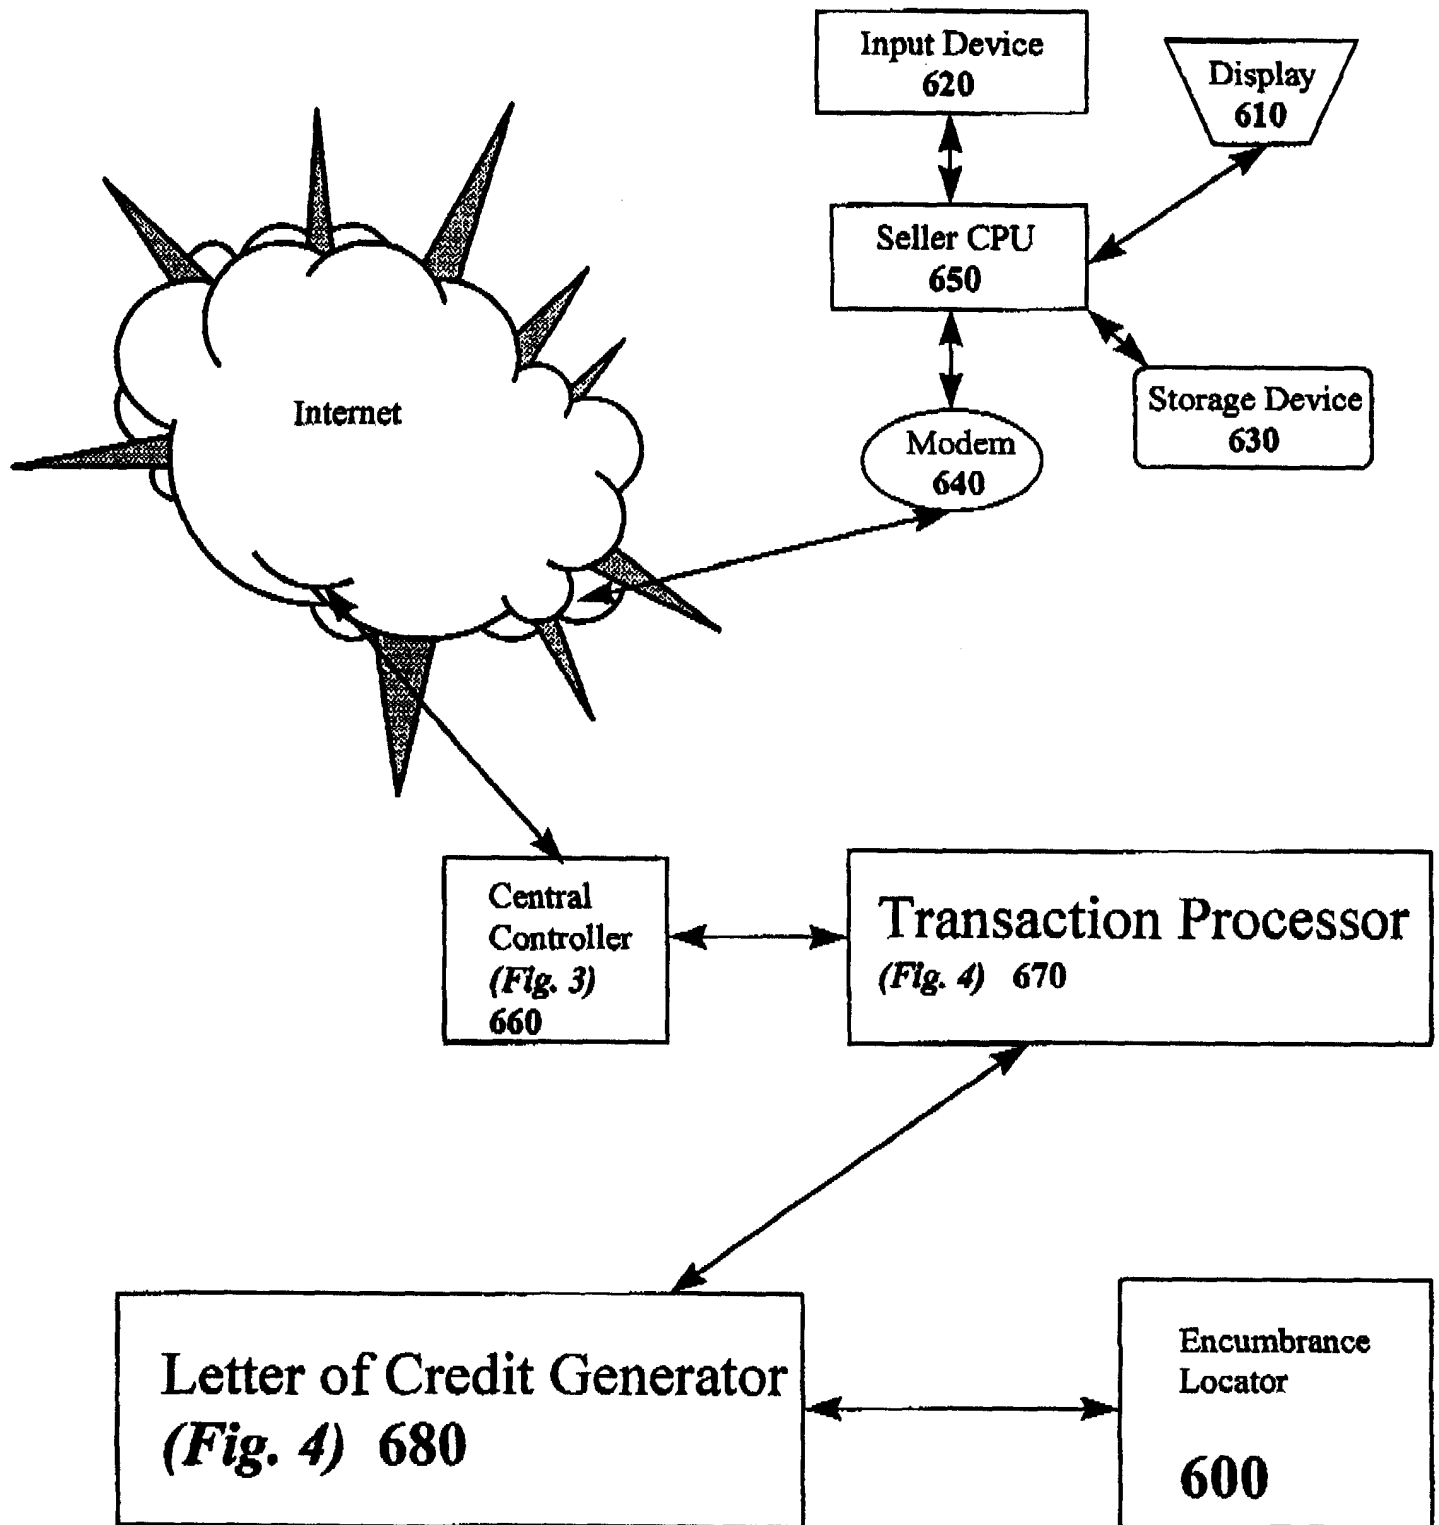 Input Device
620
Display
610
Seller CPU
650
Internet
Storage Device
630
Modem
640
Central
Controller
(Fig. 3)
660
Transaction Processor
(Fig. 4) 670
Letter of Credit Generator
(Fig. 4) 680
Encumbrance
Locator
600